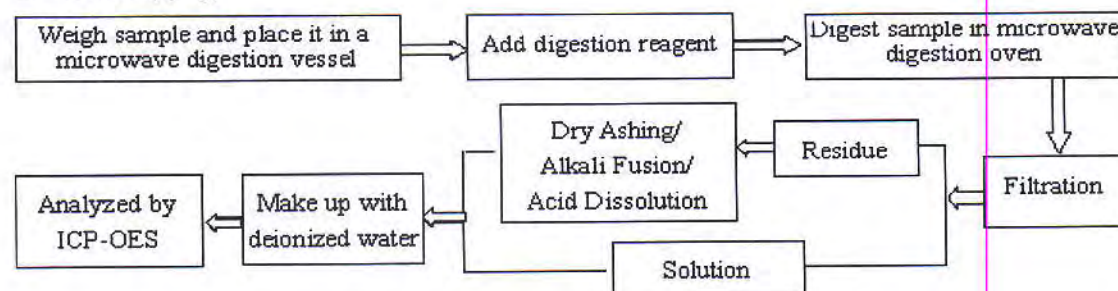 Weigh sample and place it in a
microwave digestion vessel
Add digestion reagent
Digest sample in microwave
digestion oven
Filtration
Residue
Solution
Dry Ashing/
Alkali Fusion/
Acid Dissolution
Make up with
deionized water
Analyzed by
ICP-OES